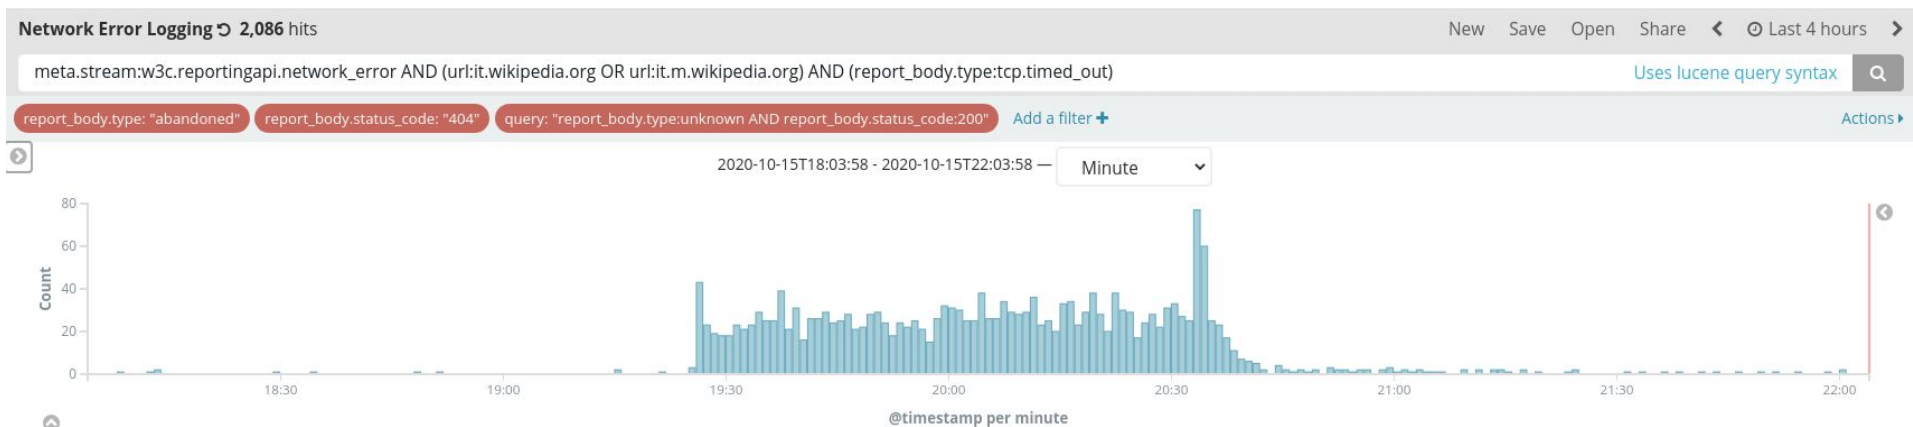 Network Error Logging 2,086 hits New Save Open Share Last 4 hours
meta.stream:w3c.reportingapi.network_error AND (url:it.wikipedia.org OR url:it.m.wikipedia.org) AND (report_body.type:tcp.timed_out) Uses lucene query syntax
report_body.type: "abandoned" report_body.status_code: "404" query: "report_body.type:unknown AND report_body.status_code:200" Add a filter Actions
2020-10-15T18:03:58 - 2020-10-15T22:03:58 — Minute
80
60
40
20
0
Count
18:30 19:00 19:30 20:00 20:30 21:00 21:30 22:00
@timestamp per minute